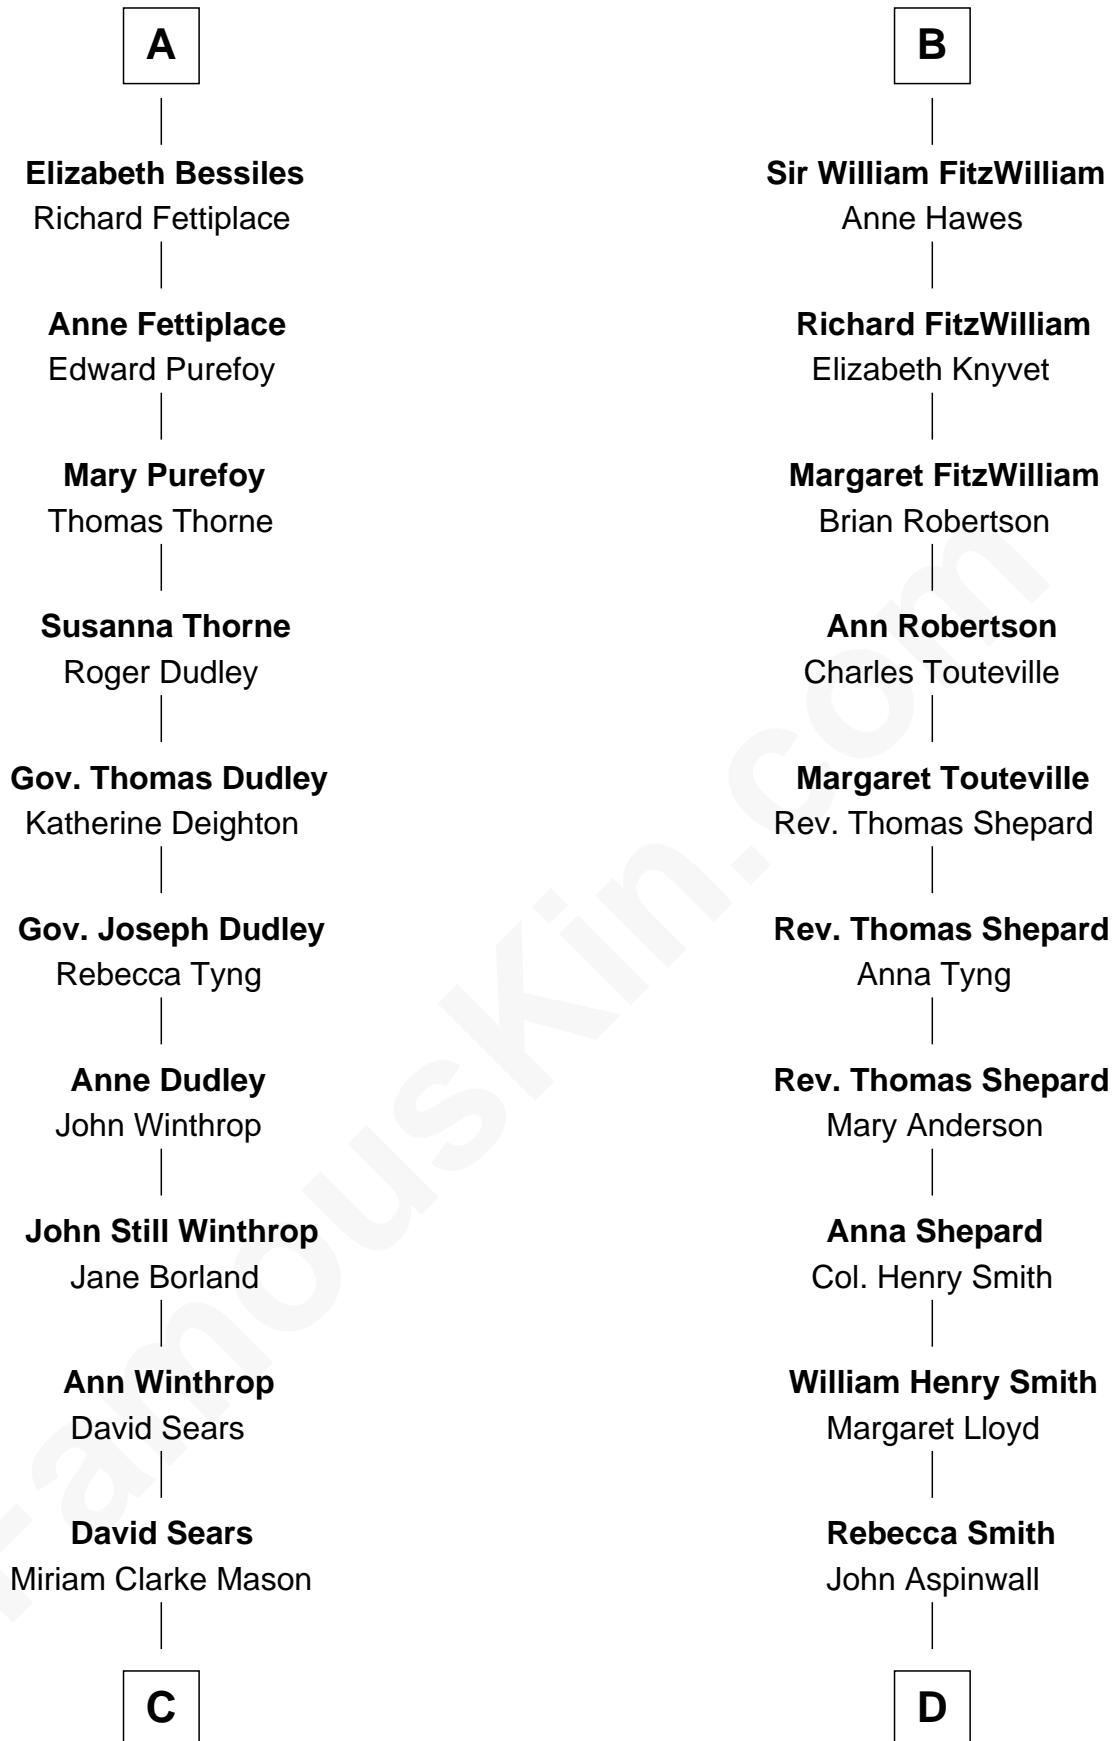 A
Elizabeth Bessiles
Richard Fettiplace
Anne Fettiplace
Edward Purefoy
Mary Purefoy
Thomas Thorne
Susanna Thorne
Roger Dudley
Gov. Thomas Dudley
Katherine Deighton
Gov. Joseph Dudley
Rebecca Tyng
Anne Dudley
John Winthrop
John Still Winthrop
Jane Borland
Ann Winthrop
David Sears
David Sears
Miriam Clarke Mason
C
B
Sir William FitzWilliam
Anne Hawes
Richard FitzWilliam
Elizabeth Knyvet
Margaret FitzWilliam
Brian Robertson
Ann Robertson
Charles Touteville
Margaret Touteville
Rev. Thomas Shepard
Rev. Thomas Shepard
Anna Tyng
Rev. Thomas Shepard
Mary Anderson
Anna Shepard
Col. Henry Smith
William Henry Smith
Margaret Lloyd
Rebecca Smith
John Aspinwall
D
FamousKin.com